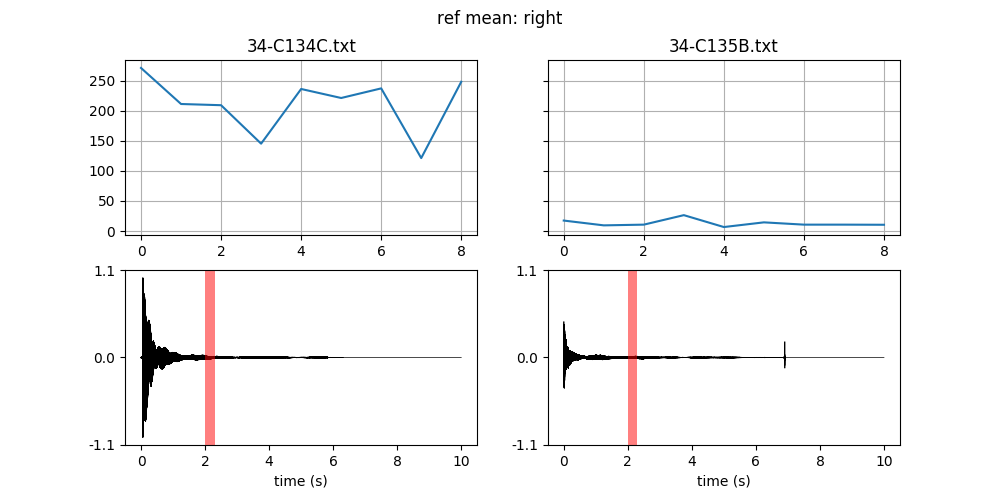 ref mean: right
34-C134C.txt
34-C135B.txt
250
200
150
100
50
0
0 2 4 6 8
0 2 4 6 8
1.1
0.0
-1.1
0 2 4 6 8 10
time (s)
1.1
0.0
-1.1
0 2 4 6 8 10
time (s)